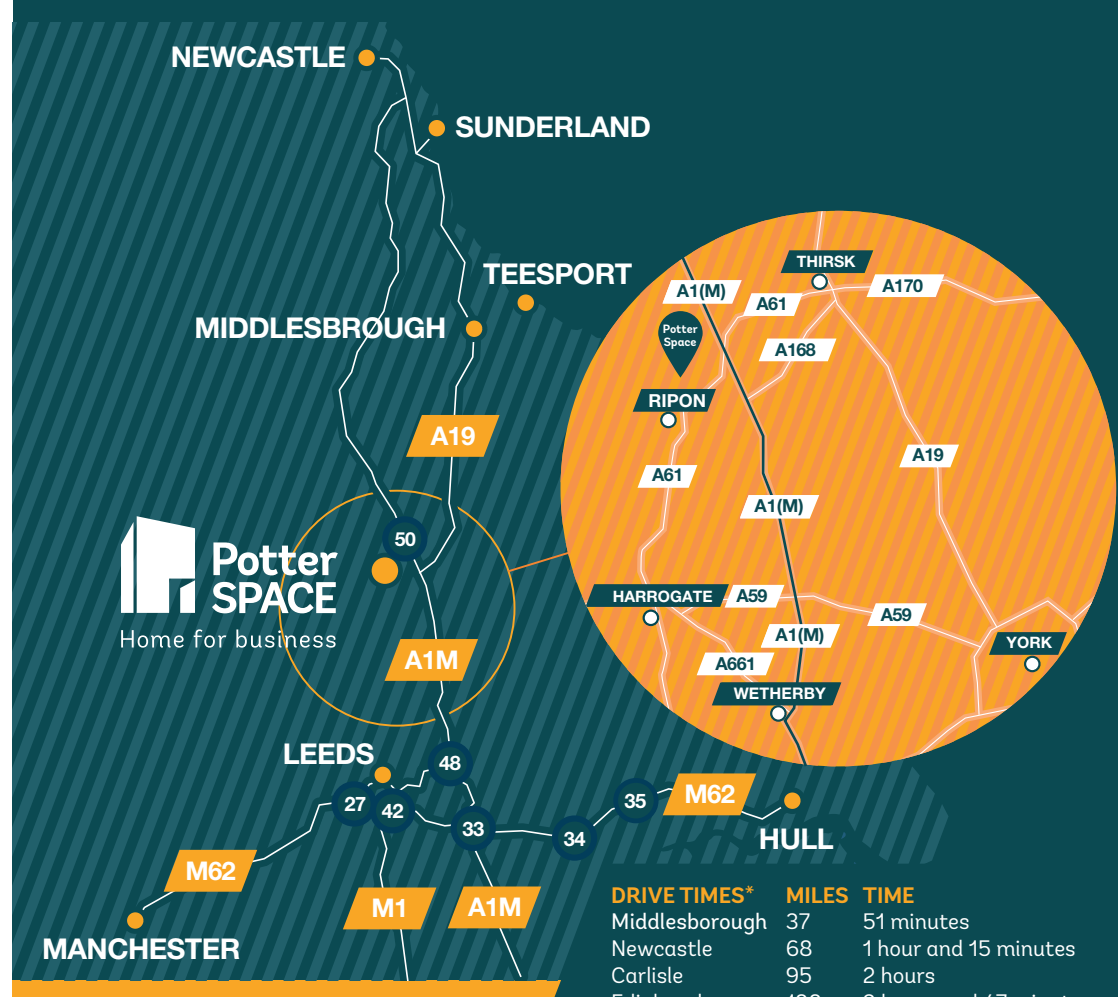 NEWCASTLE
SUNDERLAND
TEESPORT
MIDDLESBROUGH
A19
50
Potter
SPACE
Home for business
A1M
LEEDS
48
27
42
33
34
35
M62
HULL
M62
M1
A1M
MANCHESTER
THIRSK
A1(M)
A61
A170
Potter
Space
A168
RIPON
A61
A19
A1(M)
HARROGATE
A59
A59
A1(M)
YORK
A661
WETHERBY
DRIVE TIMES* MILES TIME
Middlesborough 37 51 minutes
Newcastle 68 1 hour and 15 minutes
Carlisle 95 2 hours